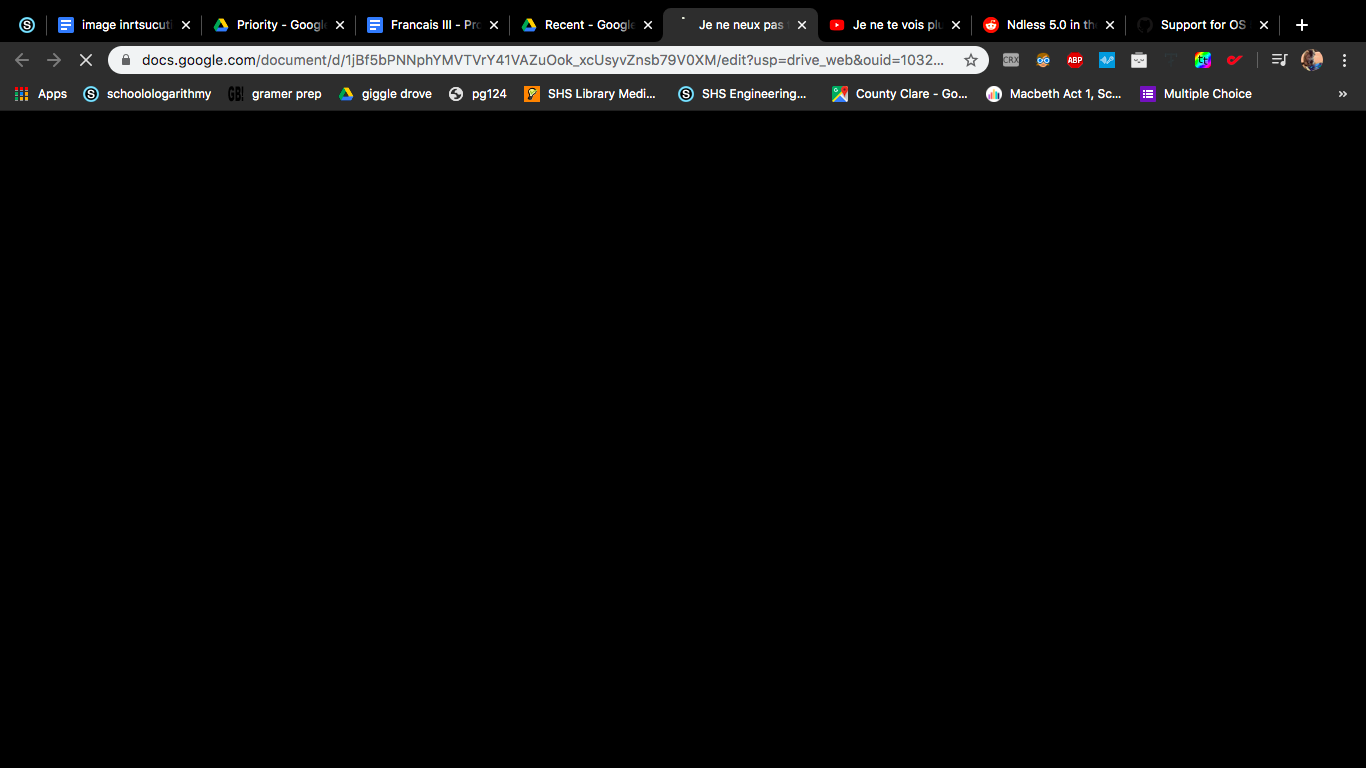 image inrtsucuti Priority - Google Francais III - Pro Recent - Google Je ne neux pas Je ne te vois plu Ndless 5.0 in the Support for OS
docs.google.com/document/d/1jBf5bPNNphYMVTVrY41VAZuOok_xcUsyvZnsb79V0XM/edit?usp=drive_web&ouid=1032... CRX ABP
Apps schoolologarithmy GB! gramer prep giggle drove pg124 SHS Library Medi... SHS Engineering... County Clare - Go... Macbeth Act 1, Sc... Multiple Choice »